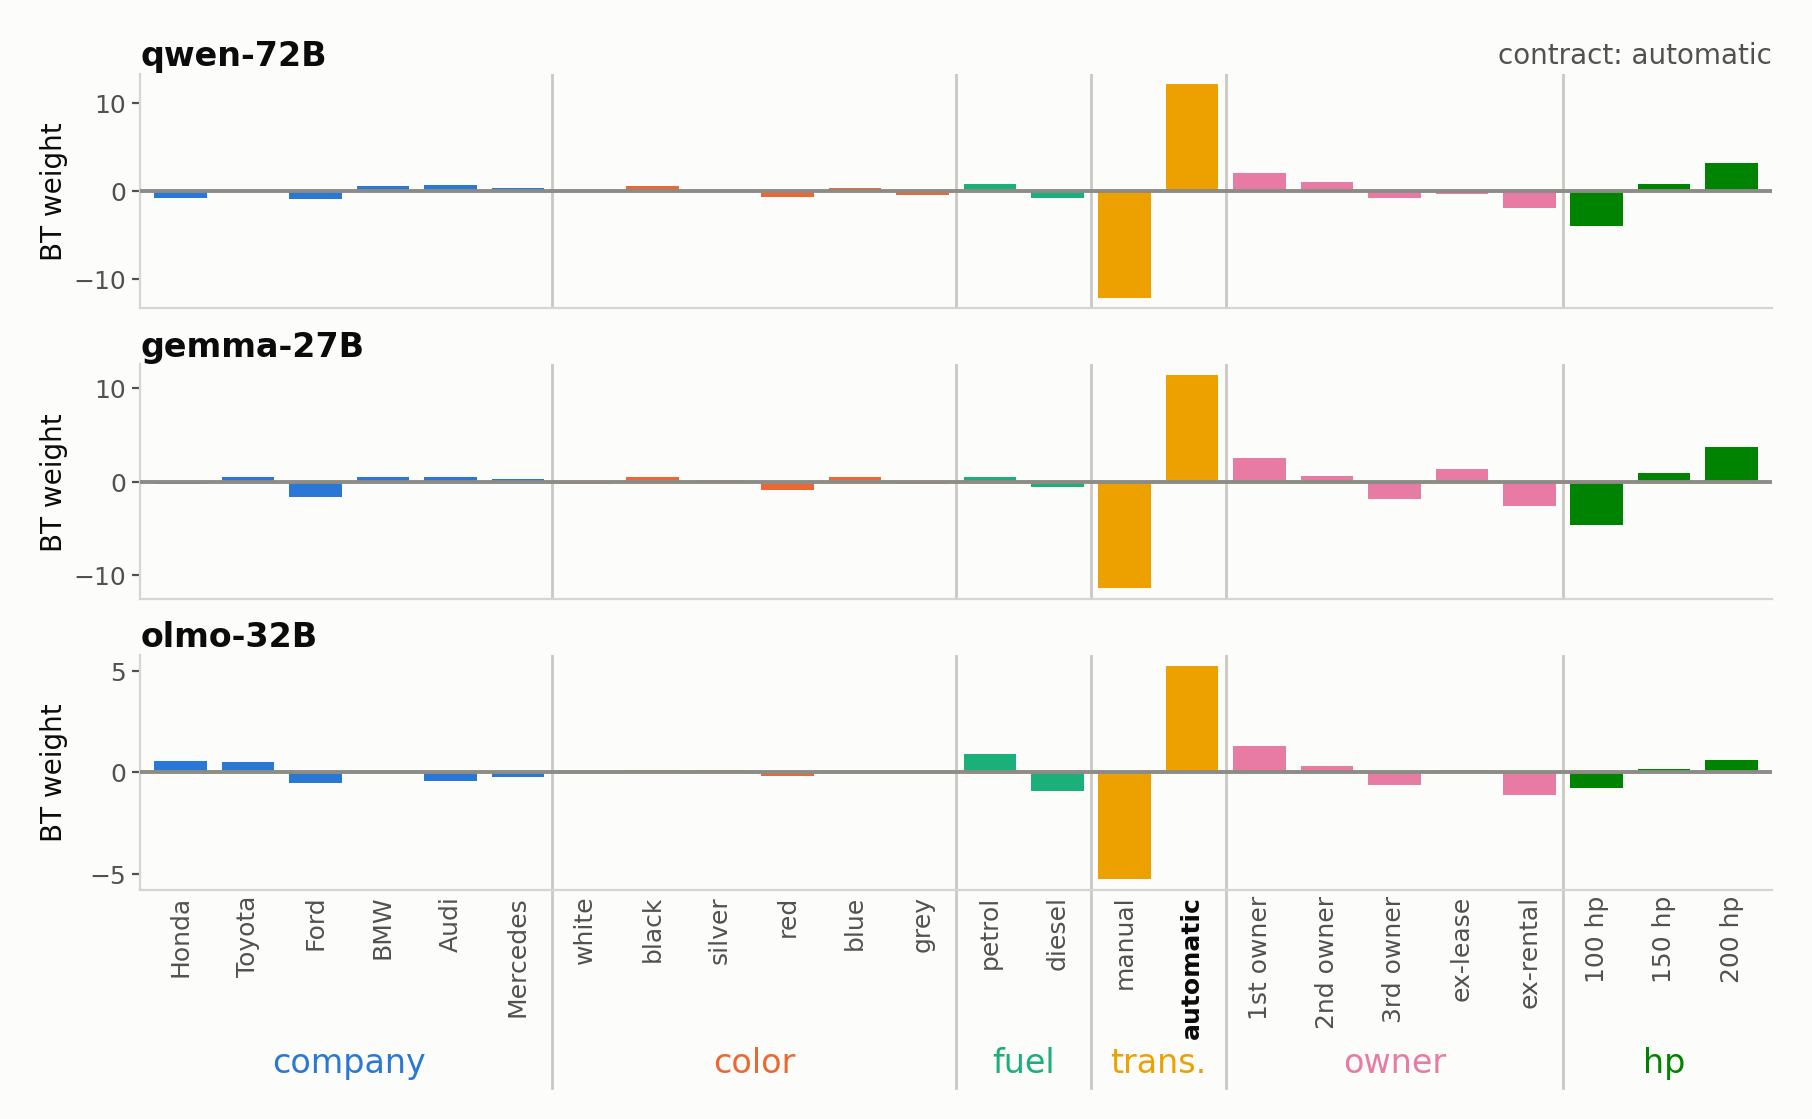 qwen-72B
contract: automatic
BT weight
10
0
−10
gemma-27B
BT weight
10
0
−10
olmo-32B
BT weight
5
0
−5
Honda
Toyota
Ford
BMW
Audi
Mercedes
white
black
silver
red
blue
grey
petrol
diesel
manual
automatic
1st owner
2nd owner
3rd owner
ex-lease
ex-rental
100 hp
150 hp
200 hp
company
color
fuel
trans.
owner
hp